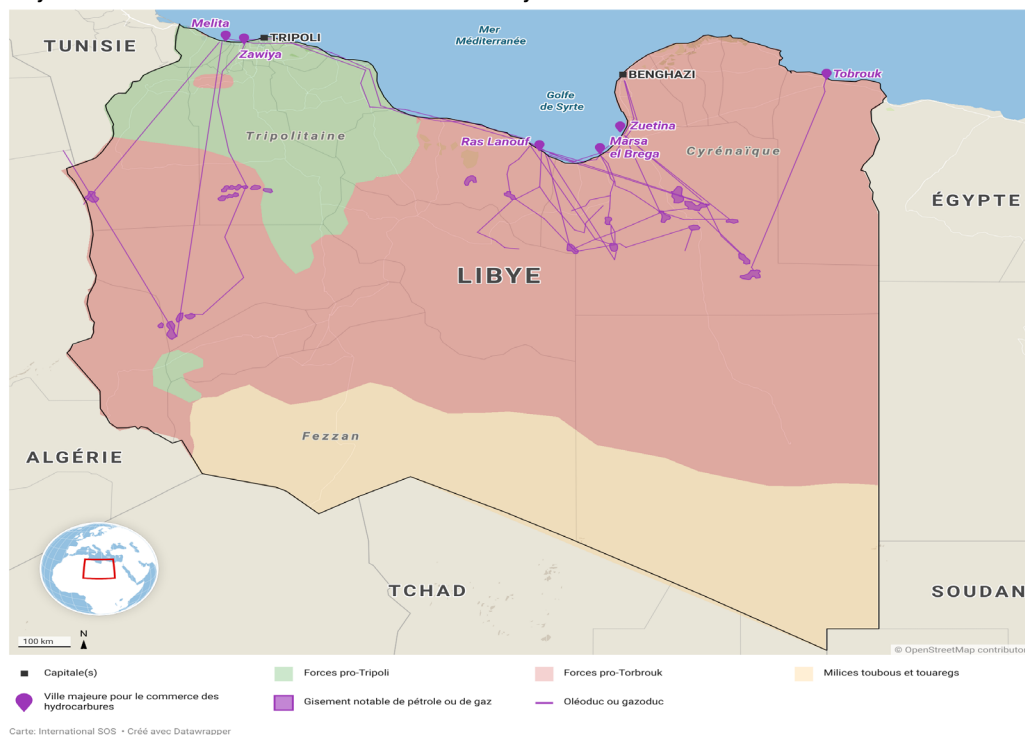 TUNISIE
Melita
TRIPOLI
Zawiya
Mer
Méditerranée
BENGHAZI
Tobrouk
Golfe
de Syrte
Zuetina
Ras Lanouf
Marsa
el Brega
Tripolitaine
Cyrénaïque
ÉGYPTE
LIBYE
Fezzan
ALGÉRIE
TCHAD
SOUDAN
100 km
N
© OpenStreetMap contributor
Capitale(s)
Forces pro-Tripoli
Forces pro-Torbrouk
Milices toubous et touaregs
Ville majeure pour le commerce des
hydrocarbures
Gisement notable de pétrole ou de gaz
Oléoduc ou gazoduc
Carte: International SOS • Créé avec Datawrapper